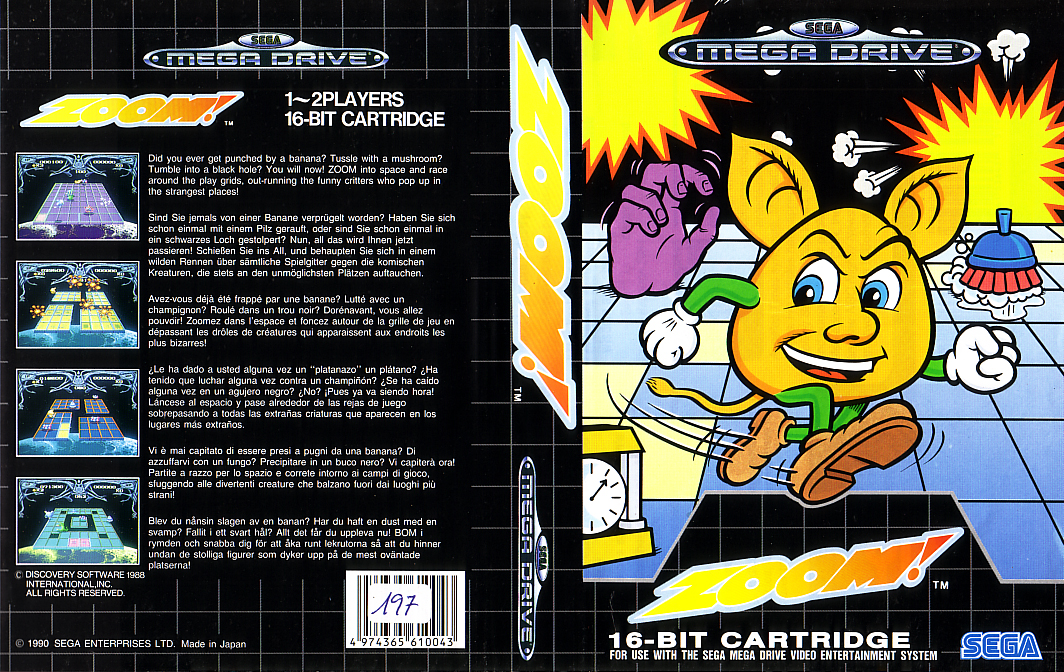 SEGA
MEGA DRIVE
ZOOM!™
1~2PLAYERS
16-BIT CARTRIDGE
Did you ever get punched by a banana? Tussle with a mushroom?
Tumble into a black hole? You will now! ZOOM into space and race
around the play grids, out-running the funny critters who pop up in
the strangest places!
Sind Sie jemals von einer Banane verprügelt worden? Haben Sie sich
schon einmal mit einem Pilz gerauft, oder sind Sie schon einmal in
ein schwarzes Loch gestolpert? Nun, all das wird Ihnen jetzt
passieren! Schießen Sie ins All, und behaupten Sie sich in einem
wilden Rennen über sämtliche Spielgitter gegen die komischen
Kreaturen, die stets an den unmöglichsten Plätzen auftauchen.
Avez-vous déjà été frappé par une banane? Lutté avec un
champignon? Roulé dans un trou noir? Dorénavant, vous allez
pouvoir! Zoomez dans l'espace et foncez autour de la grille de jeu en
dépassant les drôles de créatures qui apparaissent aux endroits les
plus bizarres!
¿Le ha dado a usted alguna vez un "platanazo" un plátano? ¿Ha
tenido que luchar alguna vez contra un champiñón? ¿Se ha caído
alguna vez en un agujero negro? ¿No? ¡Pues ya va siendo hora!
Láncese al espacio y pase alrededor de las rejas de juego
sobrepasando a todas las extrañas criaturas que aparecen en los
lugares más extraños.
Vi è mai capitato di essere presi a pugni da una banana? Di
azzuffarvi con un fungo? Precipitare in un buco nero? Vi capiterà ora!
Partite a razzo per lo spazio e correte intorno ai campi di gioco,
sfuggendo alle divertenti creature che balzano fuori dai luoghi più
strani!
Blev du nånsin slagen av en banan? Har du haft en dust med en
svamp? Fallit i ett svart hål? Allt det får du uppleva nu! BOM i
rymden och snabba dig för att åka runt lekrutorna så att du hinner
undan de stolliga figurer som dyker upp på de mest oväntade
platserna!
© DISCOVERY SOFTWARE 1988
INTERNATIONAL,INC.
ALL RIGHTS RESERVED.
197
4 974365 610043
© 1990 SEGA ENTERPRISES LTD. Made in Japan
ZOOM!™
SEGA
MEGA DRIVE
SEGA
MEGA DRIVE
ZOOM!™
16-BIT CARTRIDGE
FOR USE WITH THE SEGA MEGA DRIVE VIDEO ENTERTAINMENT SYSTEM
SEGA